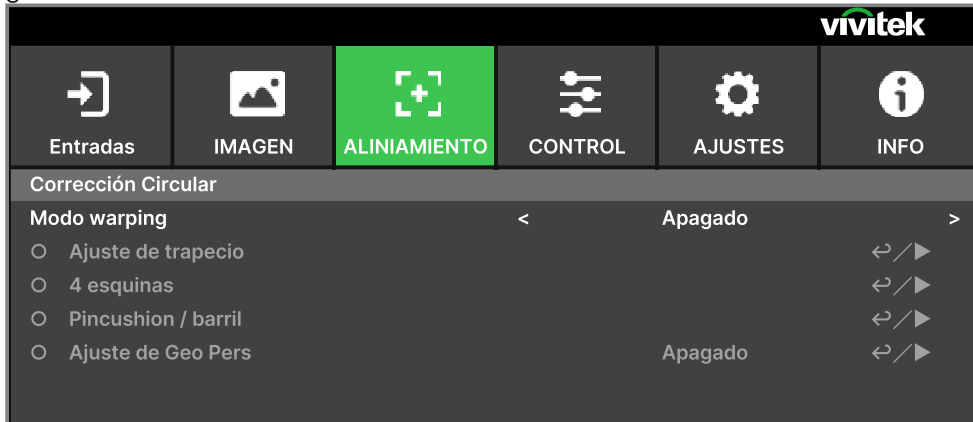 vivitek
Entradas IMAGEN ALINIAMIENTO CONTROL AJUSTES INFO
Corrección Circular
Modo warping < Apagado >
Ajuste de trapecio
4 esquinas
Pincushion / barril
Ajuste de Geo Pers Apagado